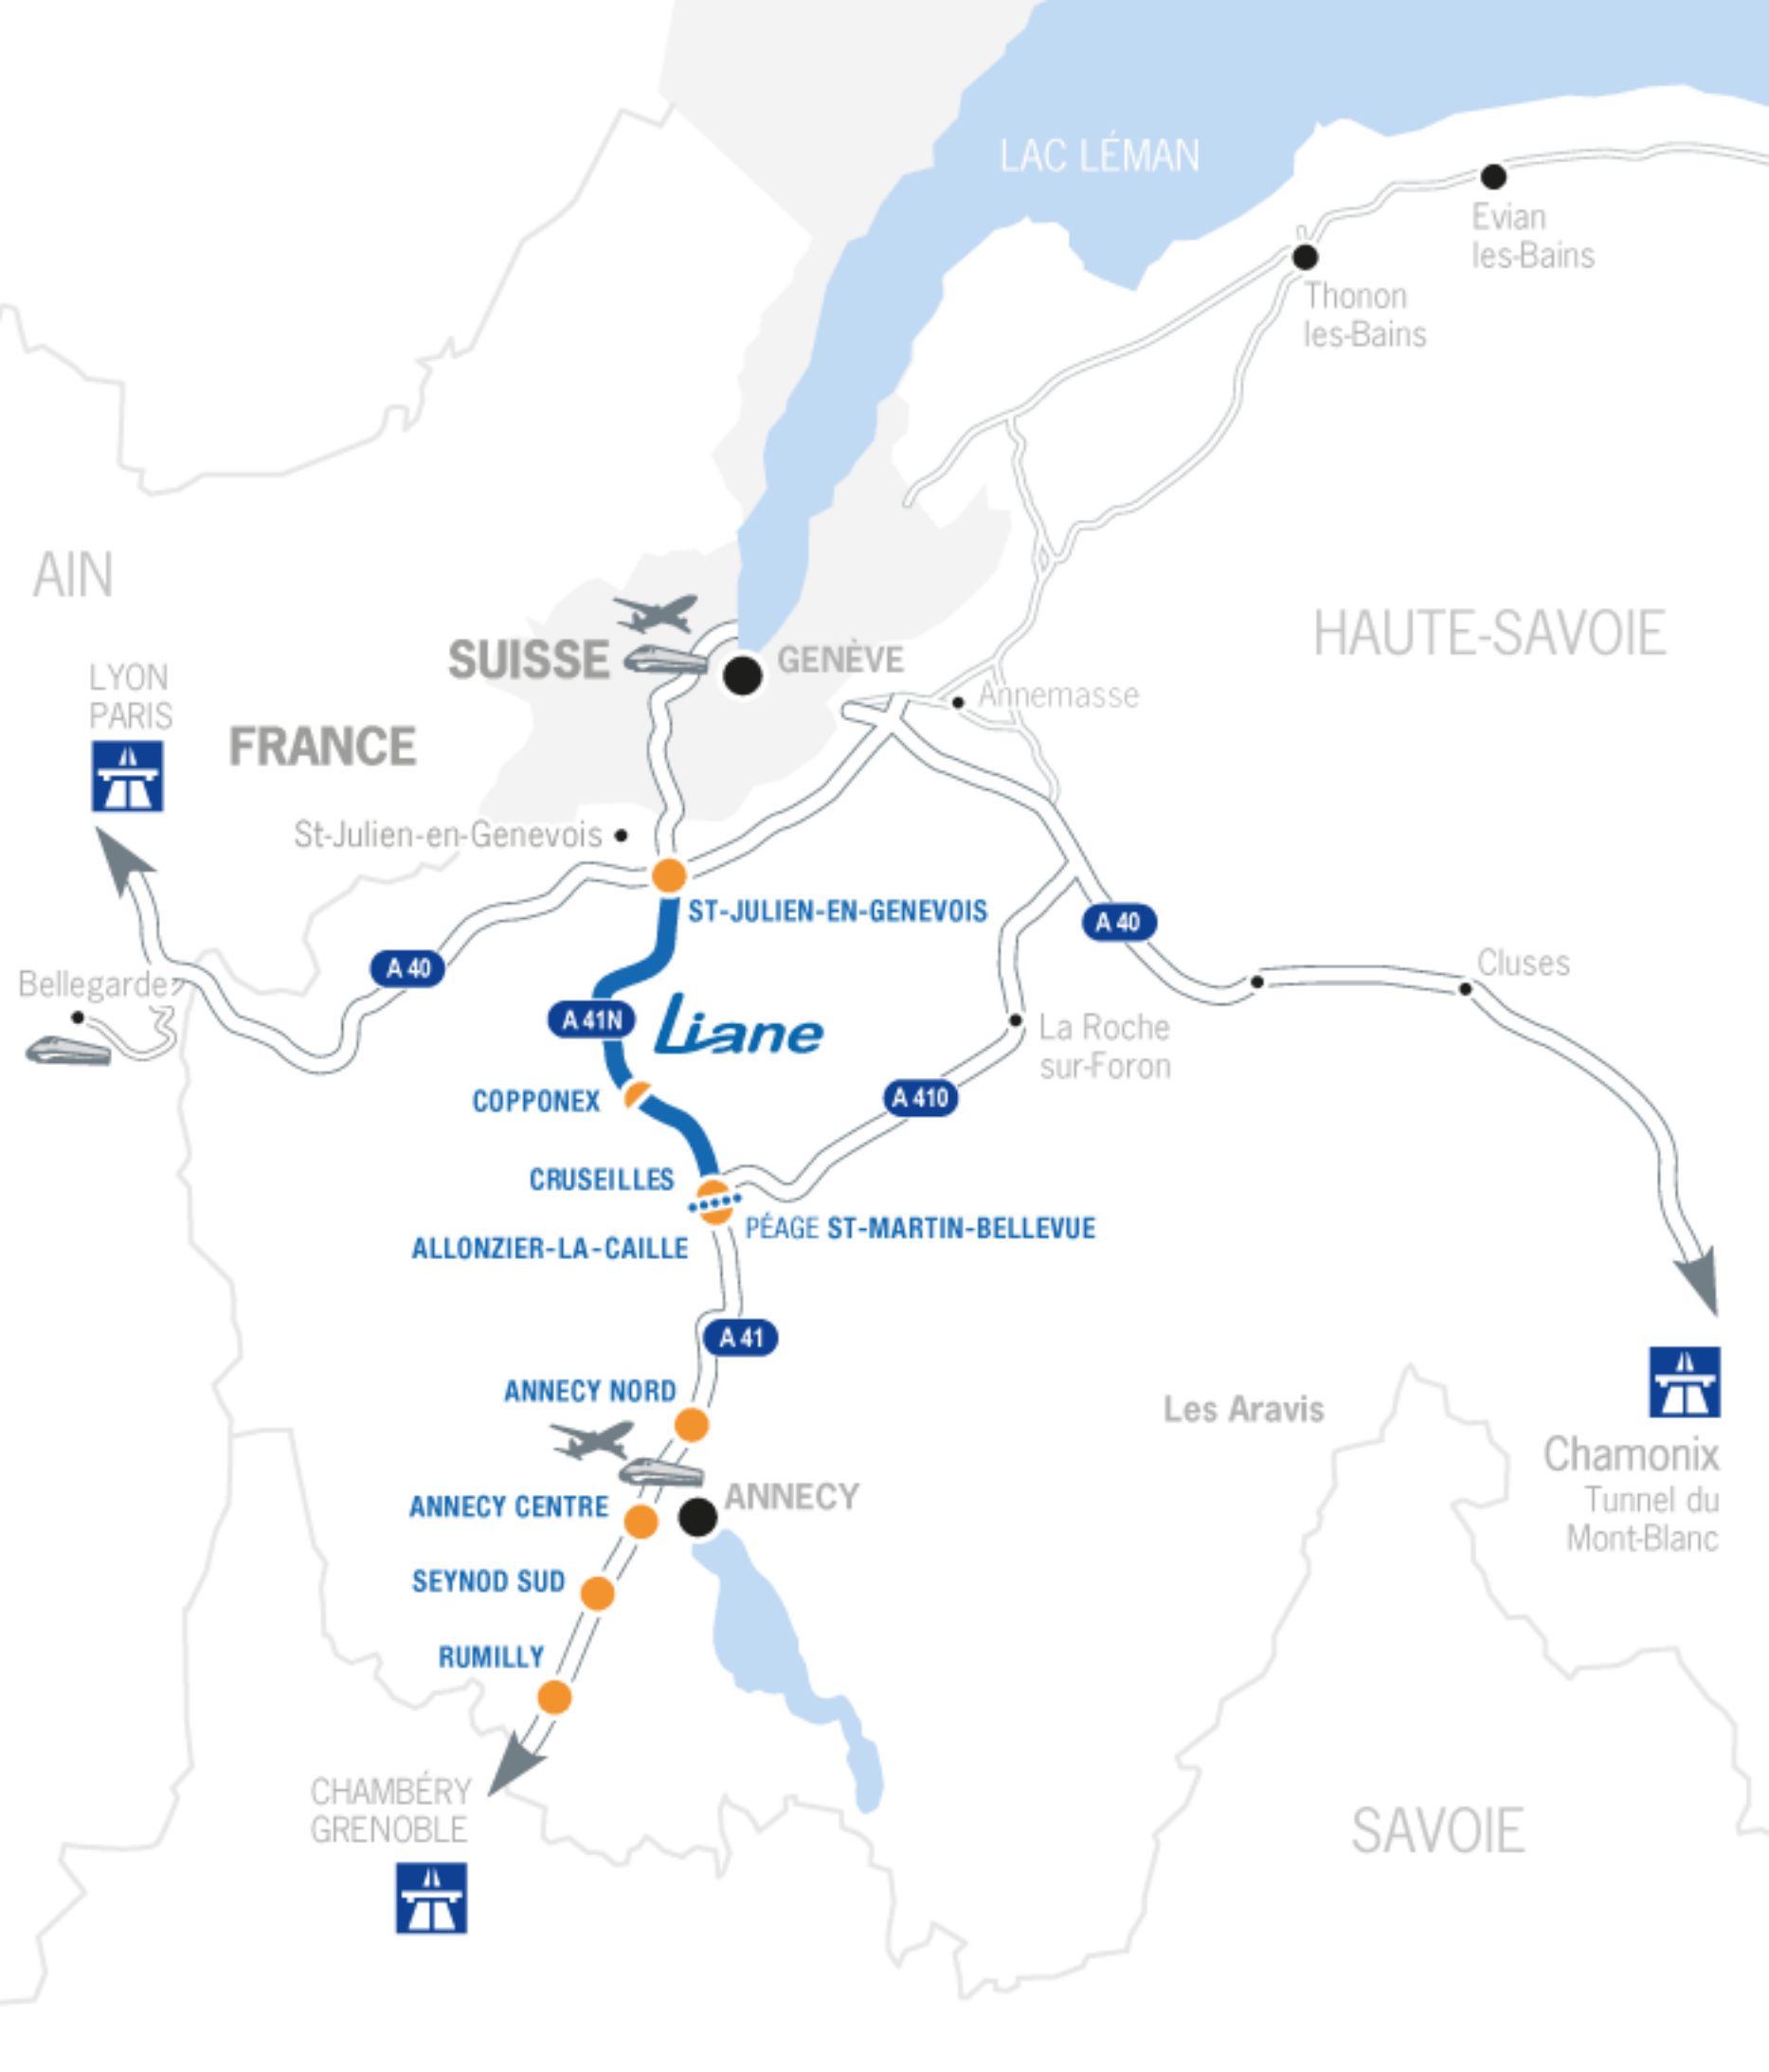 LAC LÉMAN
Evian
les-Bains
Thonon
les-Bains
AIN
HAUTE-SAVOIE
SUISSE
GENÈVE
LYON
PARIS
Annemasse
FRANCE
St-Julien-en-Genevois
ST-JULIEN-EN-GENEVOIS
A 40
A 40
Cluses
Bellegarde
A 41N
Liane
La Roche
sur-Foron
COPPONEX
A 410
CRUSEILLES
PÉAGE ST-MARTIN-BELLEVUE
ALLONZIER-LA-CAILLE
A 41
ANNECY NORD
Les Aravis
Chamonix
Tunnel du
Mont-Blanc
ANNECY
ANNECY CENTRE
SEYNOD SUD
RUMILLY
CHAMBÉRY
GRENOBLE
SAVOIE